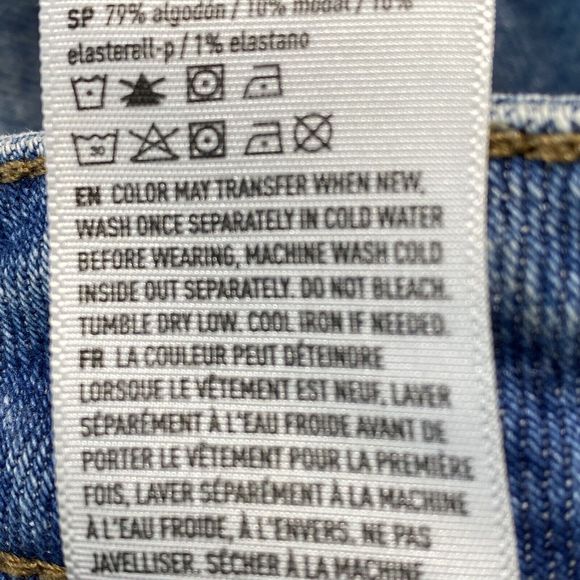 SP 79% algodón / 10% modal / 10%
elasterell-p / 1% elastano
30
EN COLOR MAY TRANSFER WHEN NEW,
WASH ONCE SEPARATELY IN COLD WATER
BEFORE WEARING, MACHINE WASH COLD
INSIDE OUT SEPARATELY. DO NOT BLEACH.
TUMBLE DRY LOW. COOL IRON IF NEEDED.
FR LA COULEUR PEUT DÉTEINDRE
LORSQUE LE VÊTEMENT EST NEUF, LAVER
SÉPARÉMENT À L'EAU FROIDE AVANT DE
PORTER LE VÊTEMENT POUR LA PREMIÈRE
FOIS, LAVER SÉPARÉMENT À LA MACHINE
À L'EAU FROIDE, À L'ENVERS. NE PAS
JAVELLISER. SÉCHER À LA MACHINE